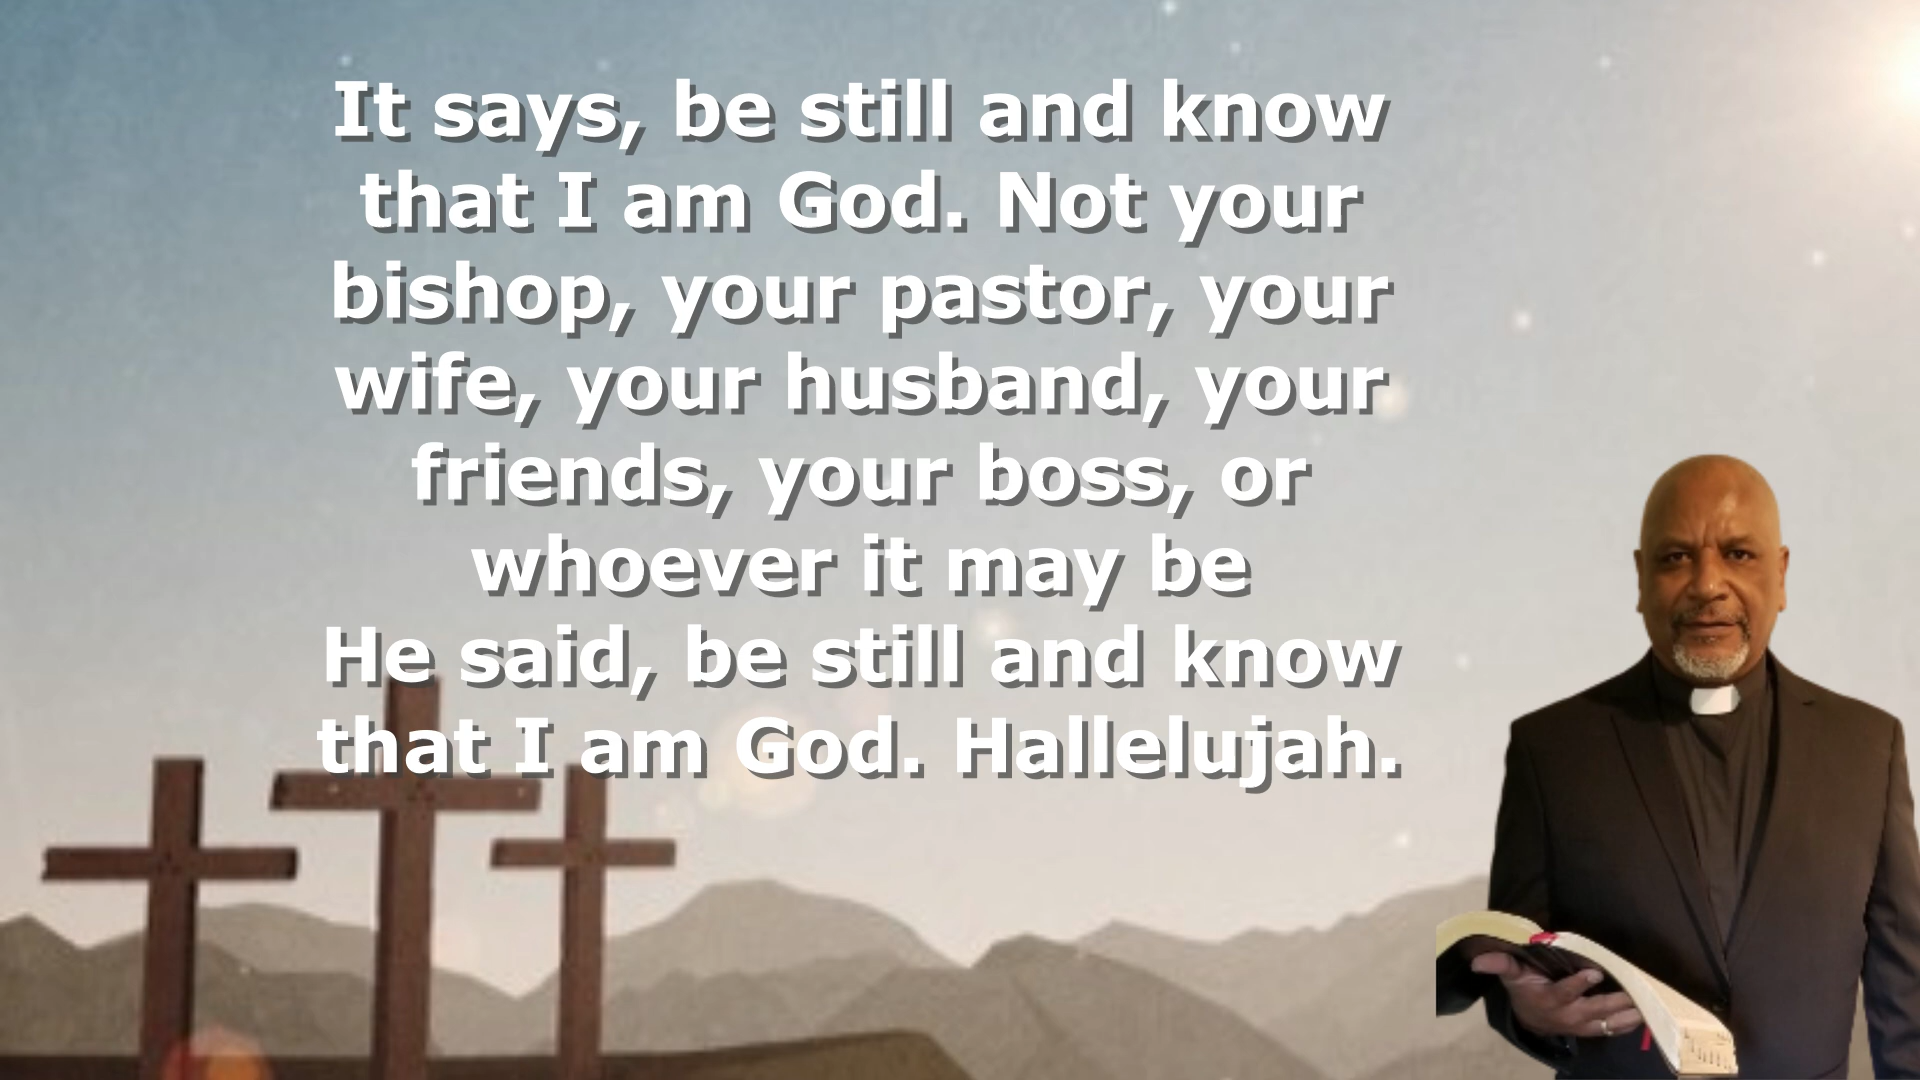 It says, be still and know
that I am God. Not your
bishop, your pastor, your
wife, your husband, your
friends, your boss, or
whoever it may be
He said, be still and know
that I am God. Hallelujah.